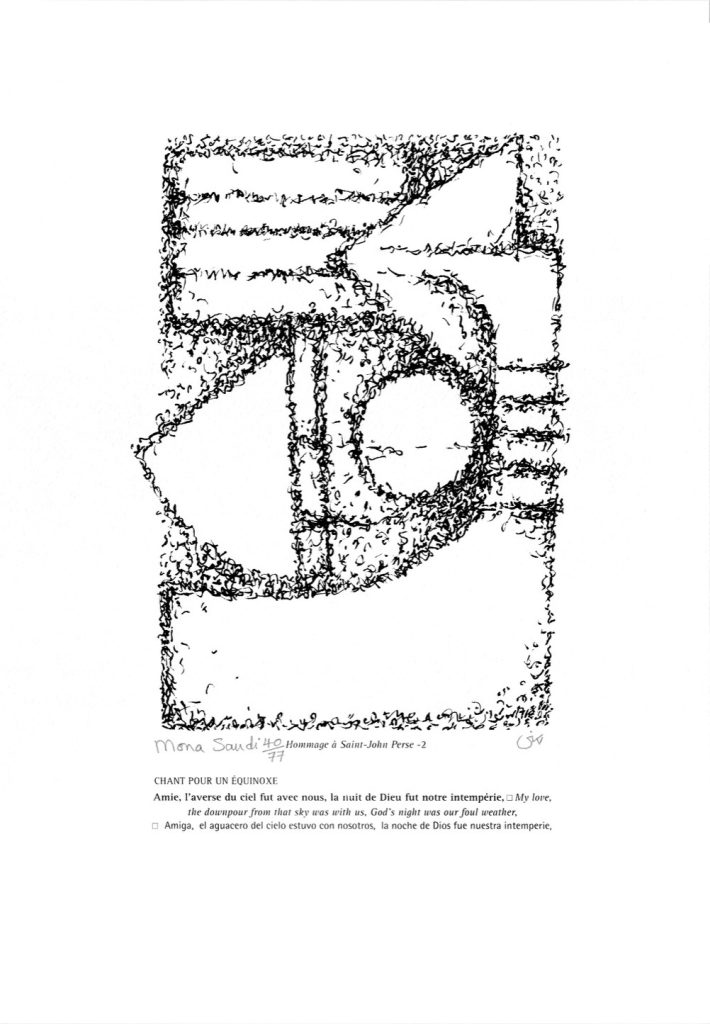 Mona Saudi 40/77 Hommage à Saint-John Perse -2
CHANT POUR UN ÉQUINOXE
Amie, l'averse du ciel fut avec nous, la nuit de Dieu fut notre intempérie, □ My love,
the downpour from that sky was with us, God's night was our foul weather,
□ Amiga, el aguacero del cielo estuvo con nosotros, la noche de Dios fue nuestra intemperie,